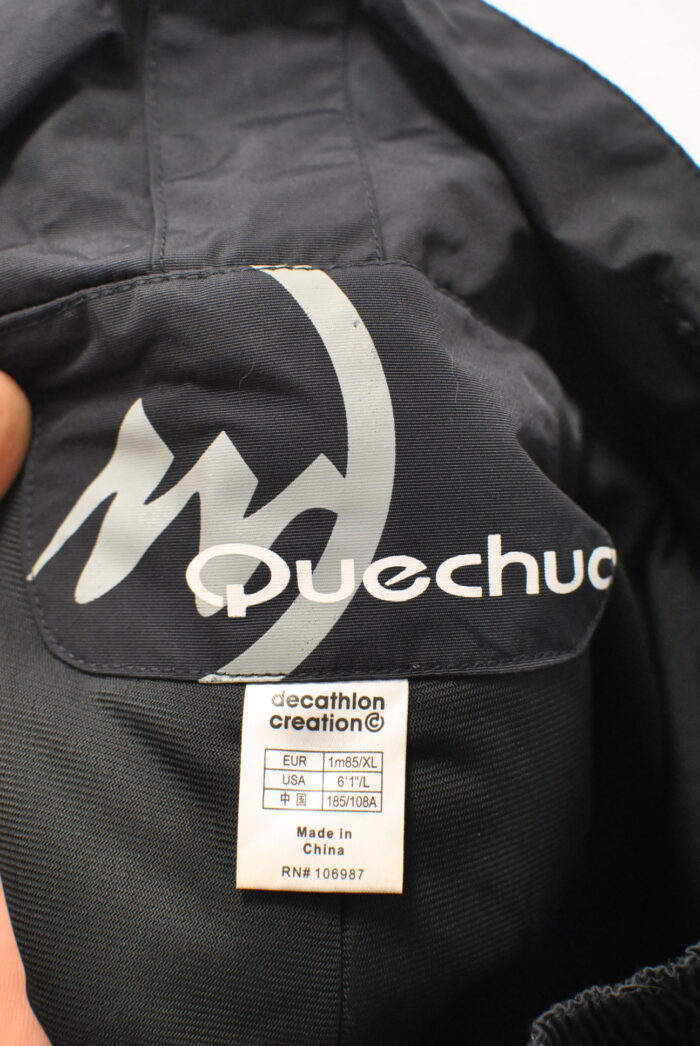 Quechua
decathlon
creation©
EUR 1m85/XL
USA 6'1"/L
中国 185/108A
Made in
China
RN# 106987